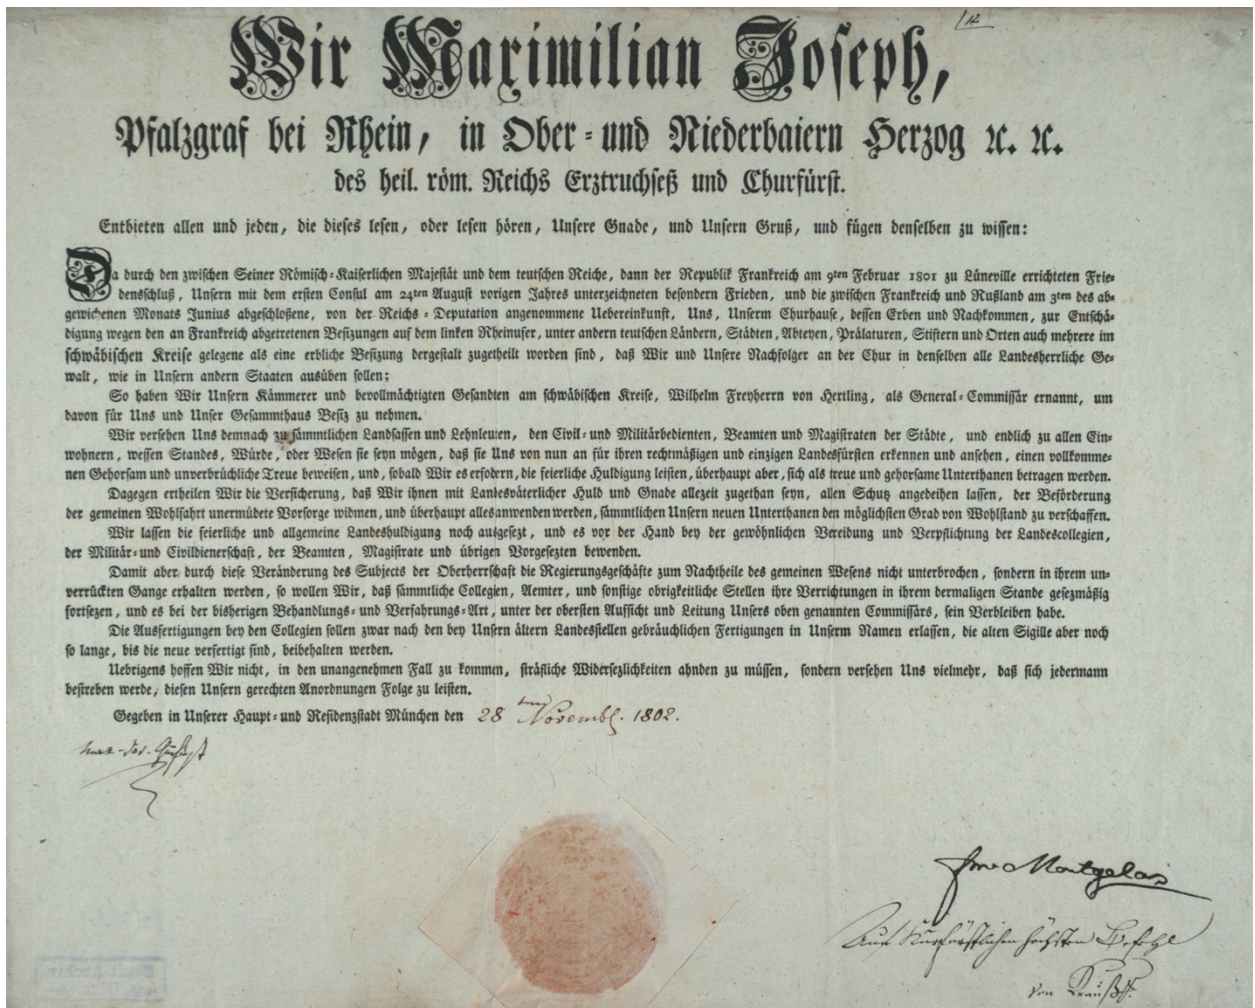 Wir Maximilian Joseph,
Pfalzgraf bei Rhein, in Ober- und Niederbaiern Herzog ꝛc. ꝛc.
des heil. röm. Reichs Erztruchseß und Churfürst.
Entbieten allen und jeden, die dieses lesen, oder lesen hören, Unsere Gnade, und Unsern Gruß, und fügen denselben zu wissen:
Da durch den zwischen Seiner Römisch-Kaiserlichen Majestät und dem teutschen Reiche, dann der Republik Frankreich am 9ten Februar 1801 zu Lüneville errichteten Frie-
densschluß, Unsern mit dem ersten Consul am 24ten August vorigen Jahres unterzeichneten besondern Frieden, und die zwischen Frankreich und Rußland am 3ten des ab-
gewichenen Monats Junius abgeschloßene, von der Reichs-Deputation angenommene Uebereinkunft, Uns, Unserm Churhause, dessen Erben und Nachkommen, zur Entschä-
digung wegen den an Frankreich abgetretenen Besizungen auf dem linken Rheinufer, unter andern teutschen Ländern, Städten, Abteyen, Prälaturen, Stiftern und Orten auch mehrere im
schwäbischen Kreise gelegene als eine erbliche Besizung dergestalt zugetheilt worden sind, daß Wir und Unsere Nachfolger an der Chur in denselben alle Landesherrliche Ge-
walt, wie in Unsern andern Staaten ausüben sollen;
So haben Wir Unsern Kämmerer und bevollmächtigten Gesandten am schwäbischen Kreise, Wilhelm Freyherrn von Hertling, als General-Commissär ernannt, um
davon für Uns und Unser Gesammthaus Besiz zu nehmen.
Wir versehen Uns demnach zu sämmtlichen Landsassen und Lehnleuten, den Civil- und Militärbedienten, Beamten und Magistraten der Städte, und endlich zu allen Ein-
wohnern, wessen Standes, Würde, oder Wesen sie seyn mögen, daß sie Uns von nun an für ihren rechtmäßigen und einzigen Landesfürsten erkennen und ansehen, einen vollkomme-
nen Gehorsam und unverbrüchliche Treue beweisen, und, sobald Wir es erfodern, die feierliche Huldigung leisten, überhaupt aber, sich als treue und gehorsame Unterthanen betragen werden.
Dagegen ertheilen Wir die Versicherung, daß Wir ihnen mit Landesväterlicher Huld und Gnade allezeit zugethan seyn, allen Schutz angedeihen lassen, der Beförderung
der gemeinen Wohlfahrt unermüdete Vorsorge widmen, und überhaupt alles anwenden werden, sämmtlichen Unsern neuen Unterthanen den möglichsten Grad von Wohlstand zu verschaffen.
Wir lassen die feierliche und allgemeine Landeshuldigung noch ausgesezt, und es vor der Hand bey der gewöhnlichen Vereidung und Verpflichtung der Landescollegien,
der Militär- und Civildienerschaft, der Beamten, Magistrate und übrigen Vorgesezten bewenden.
Damit aber durch diese Veränderung des Subjects der Oberherrschaft die Regierungsgeschäfte zum Nachtheile des gemeinen Wesens nicht unterbrochen, sondern in ihrem un-
verrückten Gange erhalten werden, so wollen Wir, daß sämmtliche Collegien, Aemter, und sonstige obrigkeitliche Stellen ihre Verrichtungen in ihrem dermaligen Stande gesezmäßig
fortsezen, und es bei der bisherigen Behandlungs- und Verfahrungs-Art, unter der obersten Aufsicht und Leitung Unsers oben genannten Commissärs, sein Verbleiben habe.
Die Ausfertigungen bey den Collegien sollen zwar nach den bey Unsern ältern Landesstellen gebräuchlichen Fertigungen in Unserm Namen erlassen, die alten Sigille aber noch
so lange, bis die neue verfertigt sind, beibehalten werden.
Uebrigens hoffen Wir nicht, in den unangenehmen Fall zu kommen, sträfliche Widersezlichkeiten ahnden zu müssen, sondern versehen Uns vielmehr, daß sich jedermann
bestreben werde, diesen Unsern gerechten Anordnungen Folge zu leisten.
Gegeben in Unserer Haupt- und Residenzstadt München den 28 ten Novembr. 1802.
Max. Jos. Churfürst
Montgelas
Auf Kurfürstlichen höchsten Befehl
von